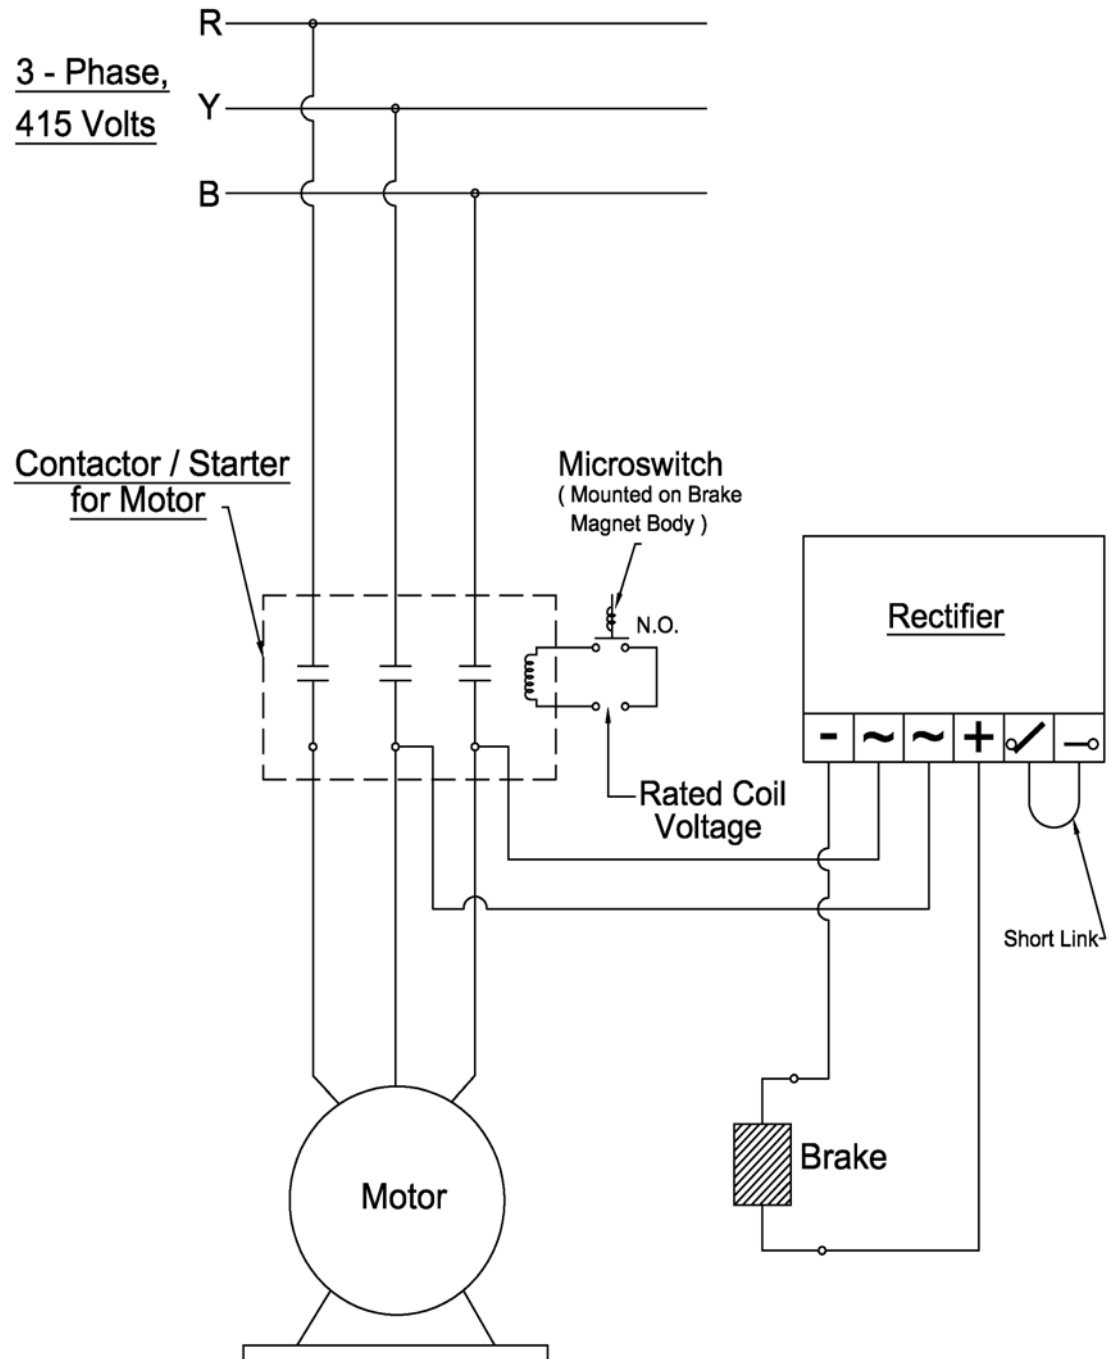 R
3 - Phase,
415 Volts
Y
B
Contactor / Starter
for Motor
Microswitch
( Mounted on Brake
Magnet Body )
N.O.
Rectifier
- ~ ~ +
Rated Coil
Voltage
Short Link
Brake
Motor